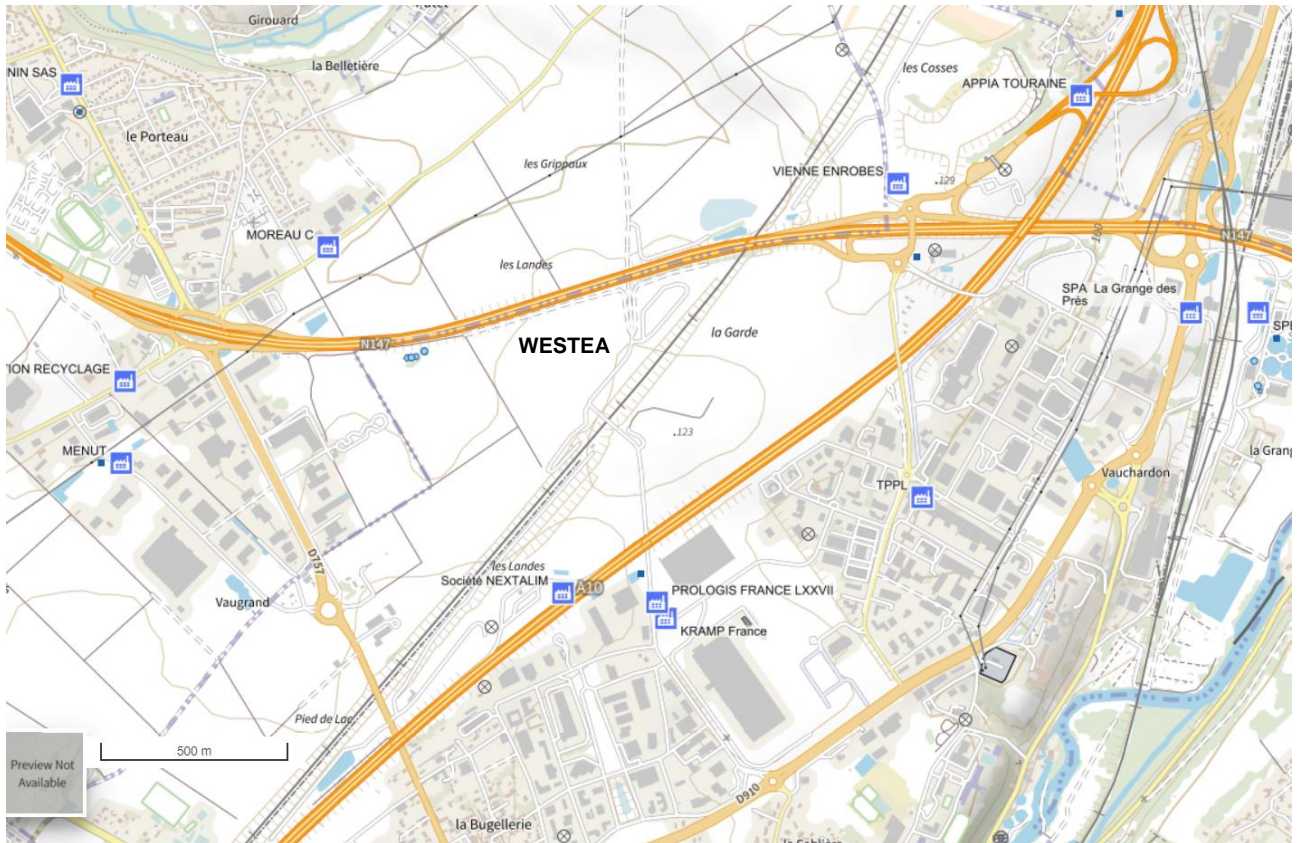 Girouard
la Belletière
les Cosses
NIN SAS
APPIA TOURAINE
le Porteau
les Grippaux
VIENNE ENROBES
.129
MOREAU C
100
N147
les Landes
SPA La Grange des
Prés
la Garde
SPE
N147
WESTEA
ION RECYCLAGE
.123
MENUT
Vauchardon
la Grang
TPPL
D757
les Landes
Société NEXTALIM
A10
PROLOGIS FRANCE LXXVII
Vaugrand
KRAMP France
Pied de Lac
500 m
Preview Not
Available
D910
la Bugellerie